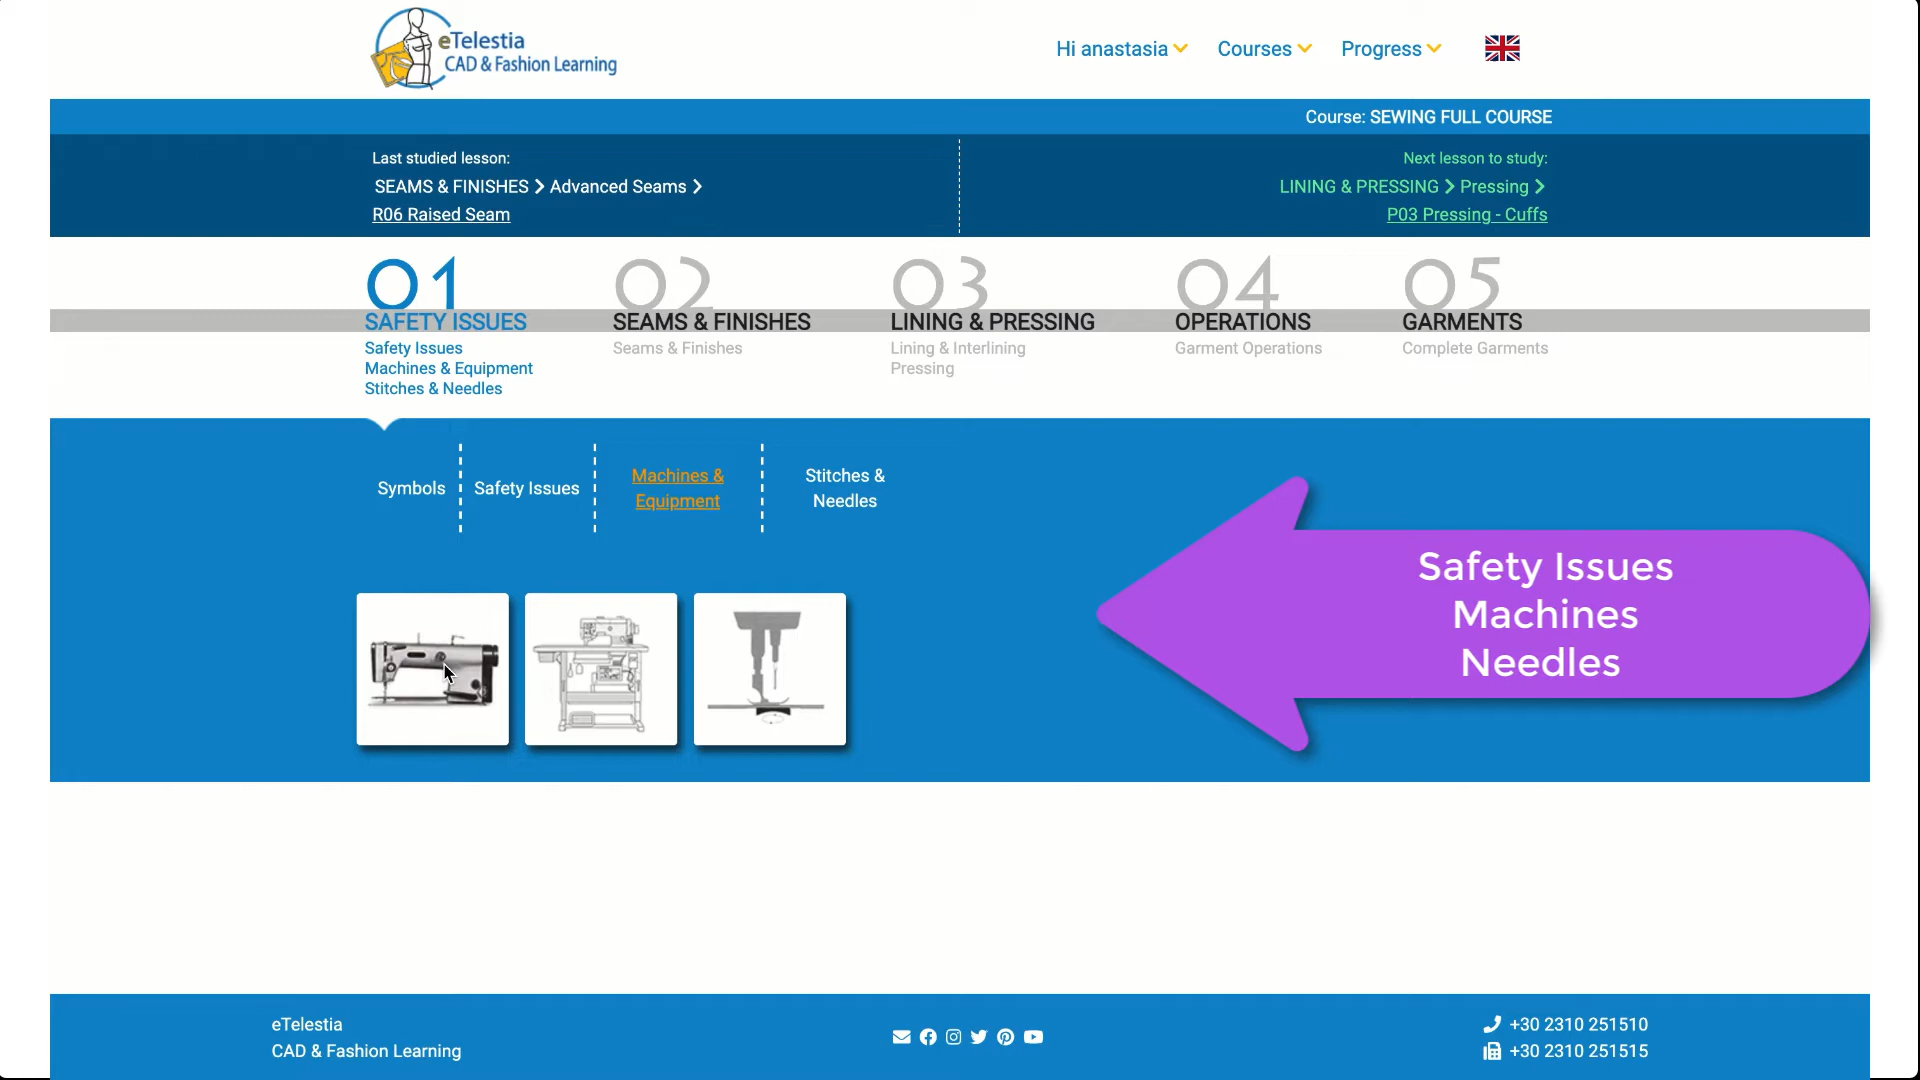 eTelestia
CAD & Fashion Learning
Hi anastasia
Courses
Progress
Course: SEWING FULL COURSE
Last studied lesson:
SEAMS & FINISHES > Advanced Seams >
R06 Raised Seam
Next lesson to study:
LINING & PRESSING > Pressing >
P03 Pressing - Cuffs
01
SAFETY ISSUES
Safety Issues
Machines & Equipment
Stitches & Needles
02
SEAMS & FINISHES
Seams & Finishes
03
LINING & PRESSING
Lining & Interlining
Pressing
04
OPERATIONS
Garment Operations
05
GARMENTS
Complete Garments
Symbols
Safety Issues
Machines &
Equipment
Stitches &
Needles
Safety Issues
Machines
Needles
eTelestia
CAD & Fashion Learning
+30 2310 251510
+30 2310 251515